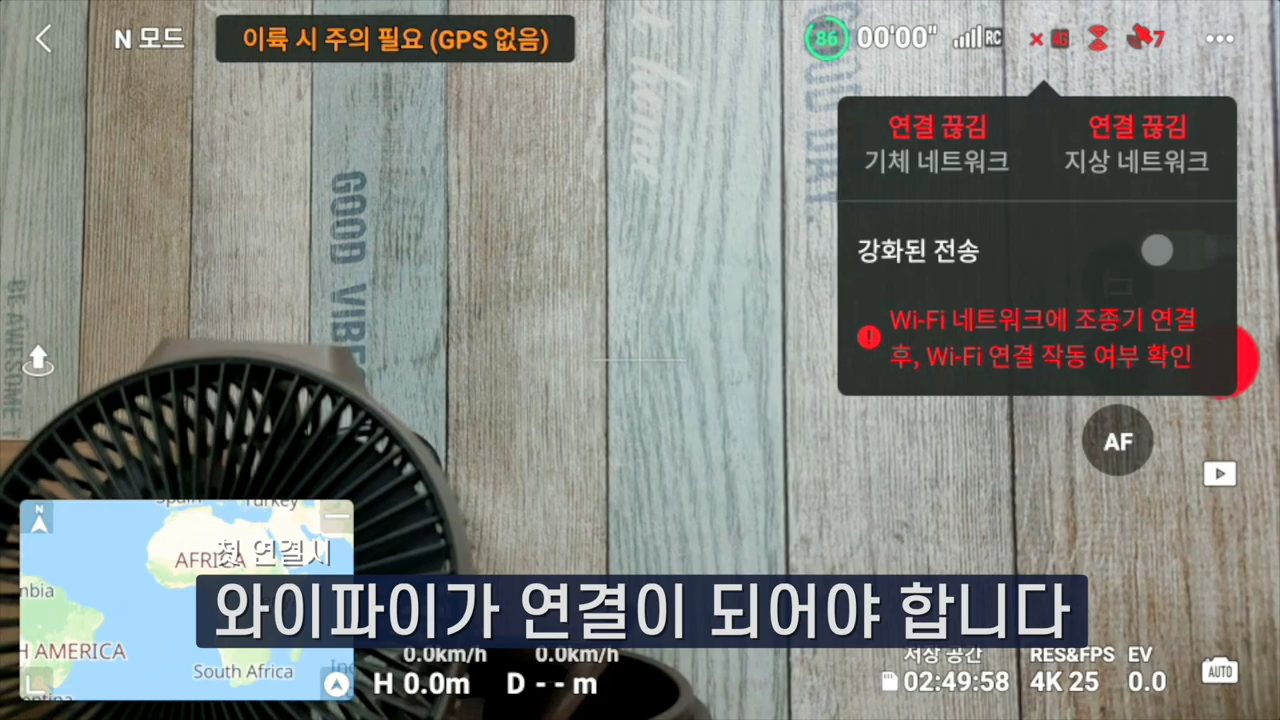 N 모드
이륙 시 주의 필요 (GPS 없음)
86
00'00"
RC
4G
7
연결 끊김
연결 끊김
기체 네트워크
지상 네트워크
강화된 전송
Wi-Fi 네트워크에 조종기 연결
후, Wi-Fi 연결 작동 여부 확인
GOOD VIBE
BE AWESOME
AF
N
Spain
Turkey
AFRICA
첫 연결시
와이파이가 연결이 되어야 합니다
mbia
H AMERICA
South Africa
0.0km/h
0.0km/h
H 0.0m
D - - m
저장 공간
02:49:58
RES&FPS
4K 25
EV
0.0
AUTO